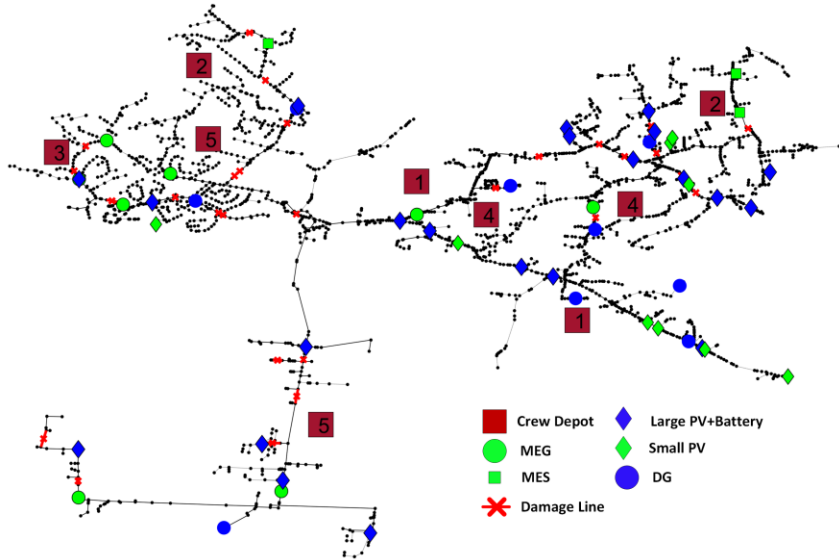 2
2
5
3
1
4
4
1
5
Crew Depot
Large PV+Battery
MEG
Small PV
MES
DG
Damage Line